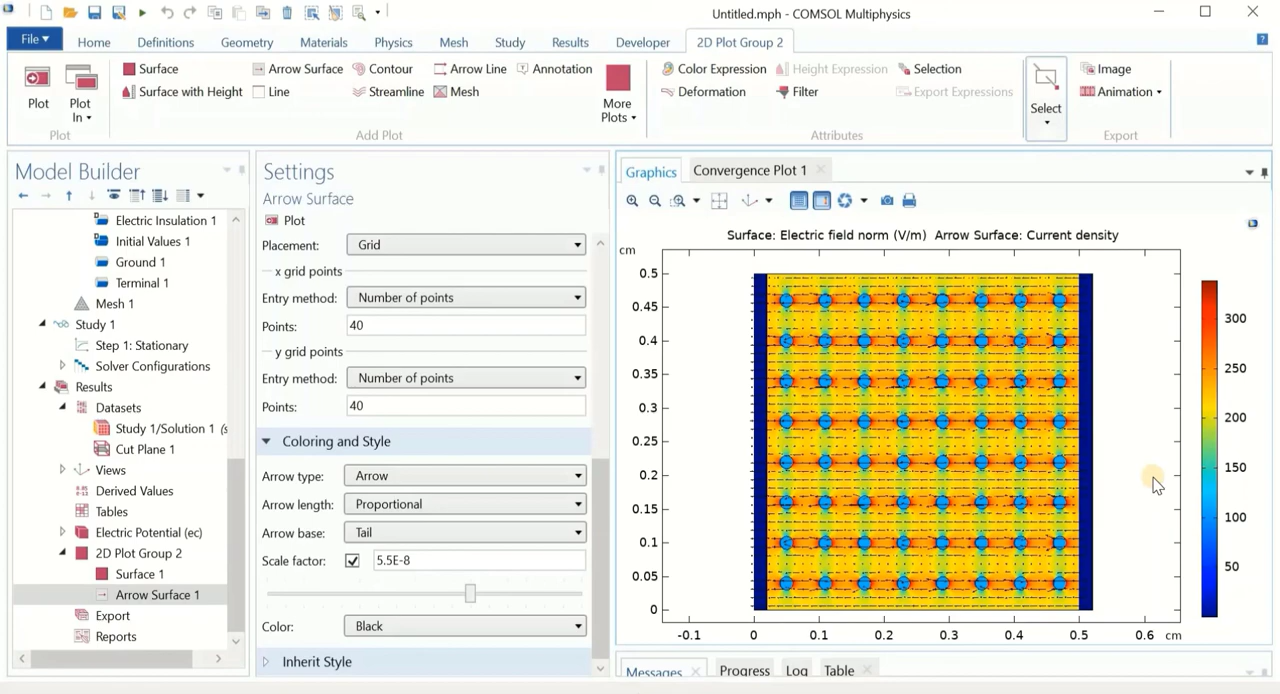 Untitled.mph - COMSOL Multiphysics
File Home Definitions Geometry Materials Physics Mesh Study Results Developer 2D Plot Group 2
Surface Arrow Surface Contour Arrow Line Annotation Color Expression Height Expression Selection Image
Surface with Height Line Streamline Mesh Deformation Filter Export Expressions Animation
Plot Plot In More Plots Select
Plot Add Plot Attributes Export
Model Builder
Electric Insulation 1
Initial Values 1
Ground 1
Terminal 1
Mesh 1
Study 1
Step 1: Stationary
Solver Configurations
Results
Datasets
Study 1/Solution 1
Cut Plane 1
Views
Derived Values
Tables
Electric Potential (ec)
2D Plot Group 2
Surface 1
Arrow Surface 1
Export
Reports
Settings
Arrow Surface
Plot
Placement: Grid
x grid points
Entry method: Number of points
Points: 40
y grid points
Entry method: Number of points
Points: 40
Coloring and Style
Arrow type: Arrow
Arrow length: Proportional
Arrow base: Tail
Scale factor: 5.5E-8
Color: Black
Inherit Style
Graphics Convergence Plot 1
Surface: Electric field norm (V/m) Arrow Surface: Current density
cm
0.5
0.45
0.4
0.35
0.3
0.25
0.2
0.15
0.1
0.05
0
-0.1 0 0.1 0.2 0.3 0.4 0.5 0.6 cm
300
250
200
150
100
50
Messages Progress Log Table